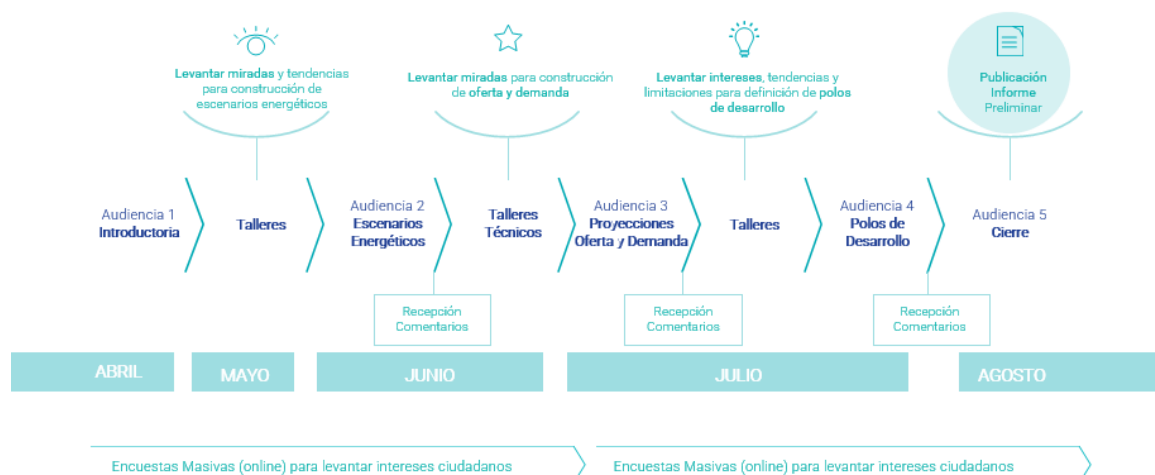 Levantar miradas y tendencias
para construcción de
escenarios energéticos
Levantar miradas para construcción
de oferta y demanda
Levantar intereses, tendencias y
limitaciones para definición de polos
de desarrollo
Publicación
Informe
Preliminar
Audiencia 1
Introductoria
Talleres
Audiencia 2
Escenarios
Energéticos
Talleres
Técnicos
Audiencia 3
Proyecciones
Oferta y Demanda
Talleres
Audiencia 4
Polos de
Desarrollo
Audiencia 5
Cierre
Recepción
Comentarios
Recepción
Comentarios
Recepción
Comentarios
ABRIL
MAYO
JUNIO
JULIO
AGOSTO
Encuestas Masivas (online) para levantar intereses ciudadanos
Encuestas Masivas (online) para levantar intereses ciudadanos